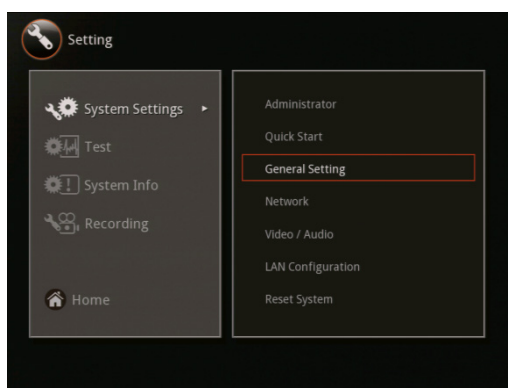 Setting
System Settings
Test
System Info
Recording
Home
Administrator
Quick Start
General Setting
Network
Video / Audio
LAN Configuration
Reset System